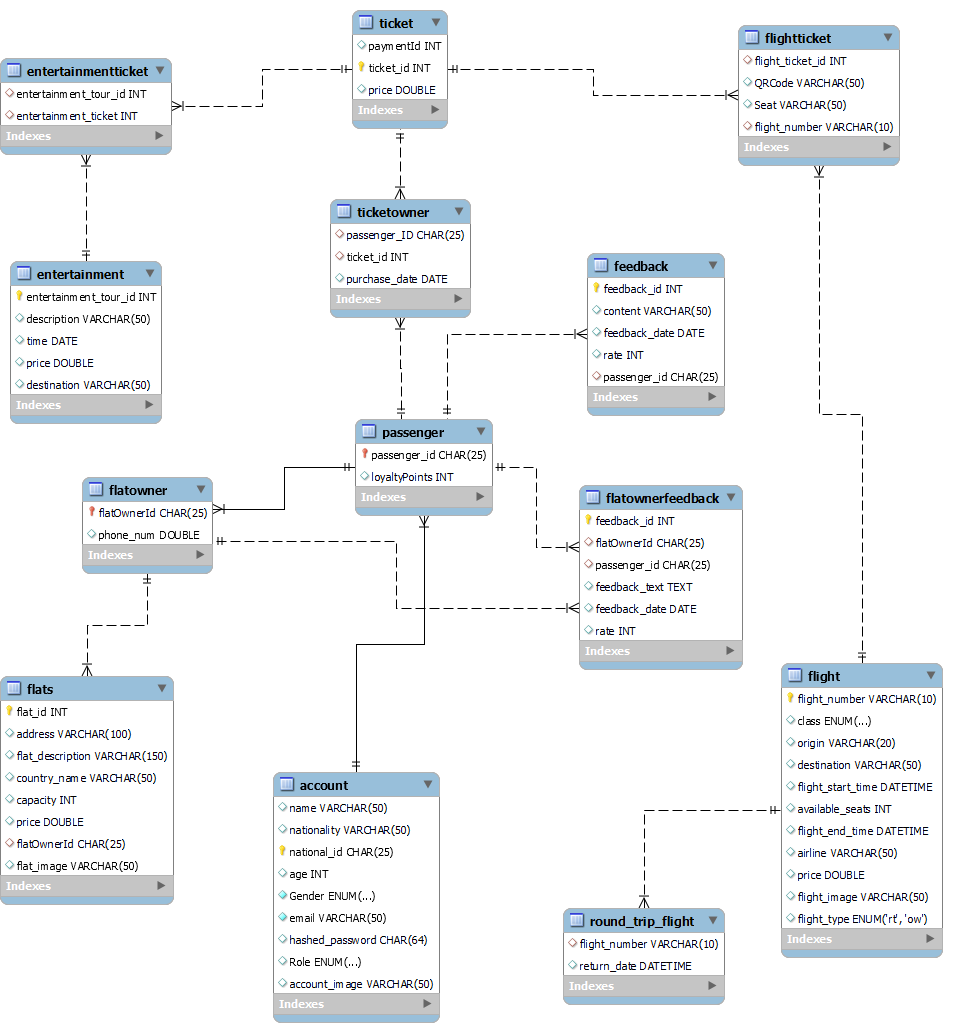 ticket
paymentId INT
ticket_id INT
price DOUBLE
Indexes
flightticket
flight_ticket_id INT
QRCode VARCHAR(50)
Seat VARCHAR(50)
flight_number VARCHAR(10)
Indexes
entertainmentticket
entertainment_tour_id INT
entertainment_ticket INT
Indexes
ticketowner
passenger_ID CHAR(25)
ticket_id INT
purchase_date DATE
Indexes
entertainment
entertainment_tour_id INT
description VARCHAR(50)
time DATE
price DOUBLE
destination VARCHAR(50)
Indexes
feedback
feedback_id INT
content VARCHAR(50)
feedback_date DATE
rate INT
passenger_id CHAR(25)
Indexes
passenger
passenger_id CHAR(25)
loyaltyPoints INT
Indexes
flatowner
flatOwnerId CHAR(25)
phone_num DOUBLE
Indexes
flatownerfeedback
feedback_id INT
flatOwnerId CHAR(25)
passenger_id CHAR(25)
feedback_text TEXT
feedback_date DATE
rate INT
Indexes
flats
flat_id INT
address VARCHAR(100)
flat_description VARCHAR(150)
country_name VARCHAR(50)
capacity INT
price DOUBLE
flatOwnerId CHAR(25)
flat_image VARCHAR(50)
Indexes
account
name VARCHAR(50)
nationality VARCHAR(50)
national_id CHAR(25)
age INT
Gender ENUM(...)
email VARCHAR(50)
hashed_password CHAR(64)
Role ENUM(...)
account_image VARCHAR(50)
Indexes
flight
flight_number VARCHAR(10)
class ENUM(...)
origin VARCHAR(20)
destination VARCHAR(50)
flight_start_time DATETIME
available_seats INT
flight_end_time DATETIME
airline VARCHAR(50)
price DOUBLE
flight_image VARCHAR(50)
flight_type ENUM('rt','ow')
Indexes
round_trip_flight
flight_number VARCHAR(10)
return_date DATETIME
Indexes